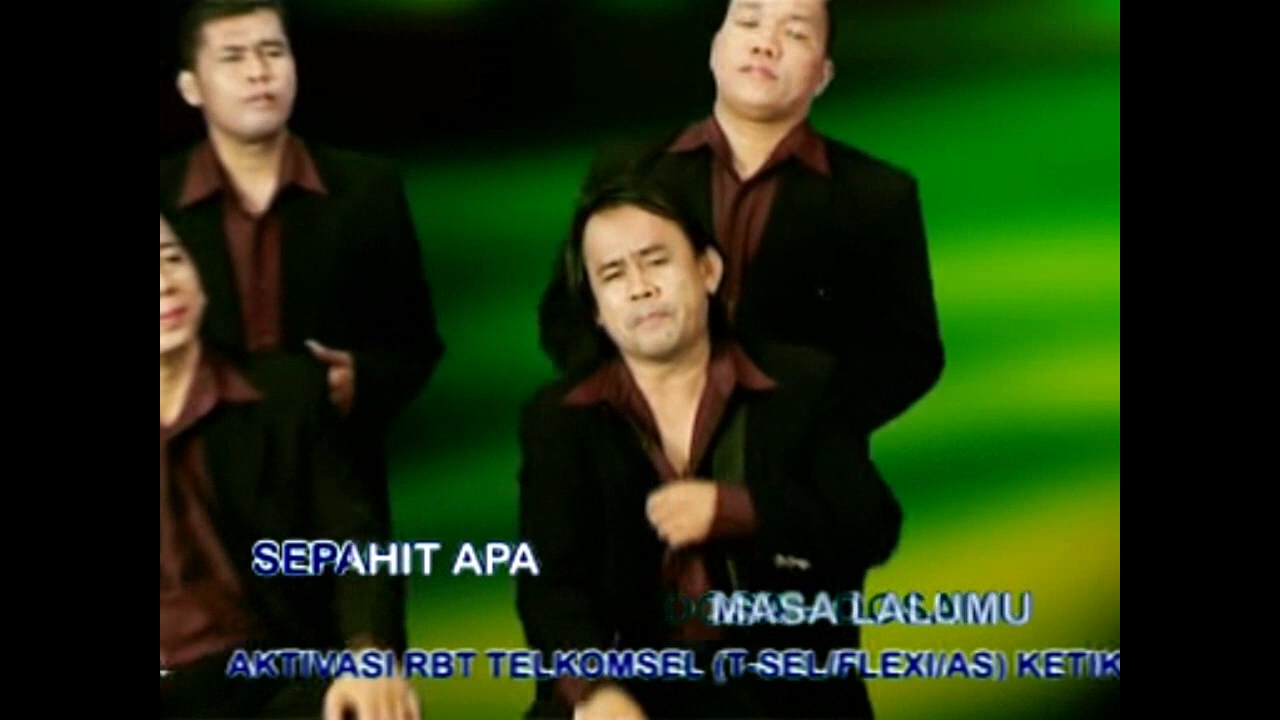 SEPAHIT APA
MASA LALUMU
AKTIVASI RBT TELKOMSEL (T-SEL/FLEXI/AS) KETIK